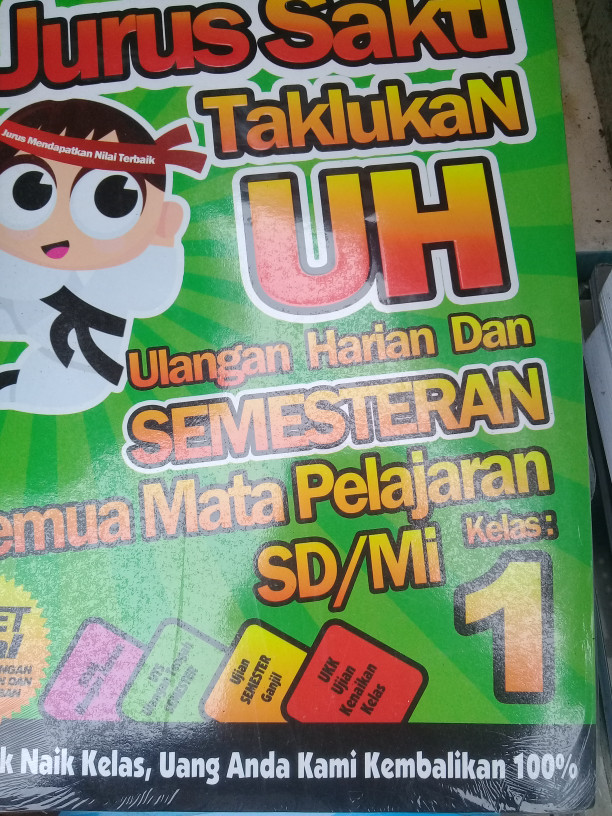 Jurus Sakti
Jurus Mendapatkan Nilai Terbaik
TakluKaN
UH
Ulangan Harian Dan
SEMESTERAN
emua Mata Pelajaran
SD/Mi Kelas:
1
Ujian
SEMESTER
Ganjil
UKK
Ujian
Kenaikan
Kelas
k Naik Kelas, Uang Anda Kami Kembalikan 100%